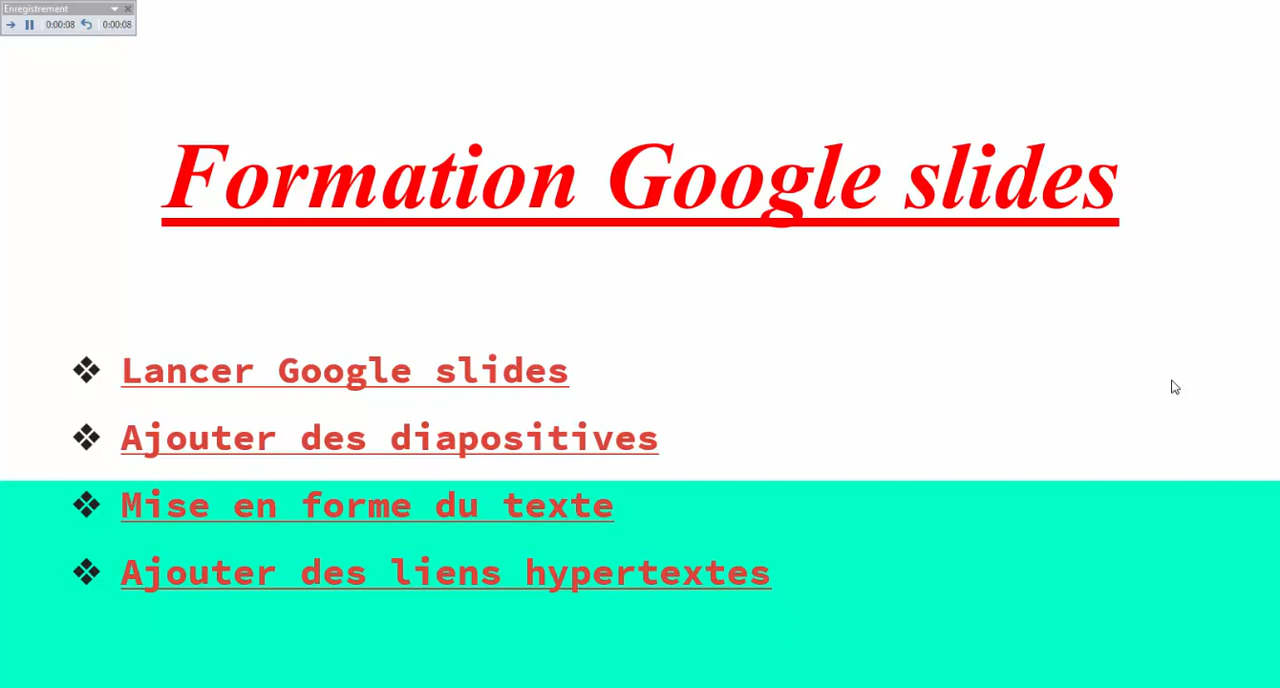 Enregistrement
0:00:08 0:00:08
Formation Google slides
❖ Lancer Google slides
❖ Ajouter des diapositives
❖ Mise en forme du texte
❖ Ajouter des liens hypertextes